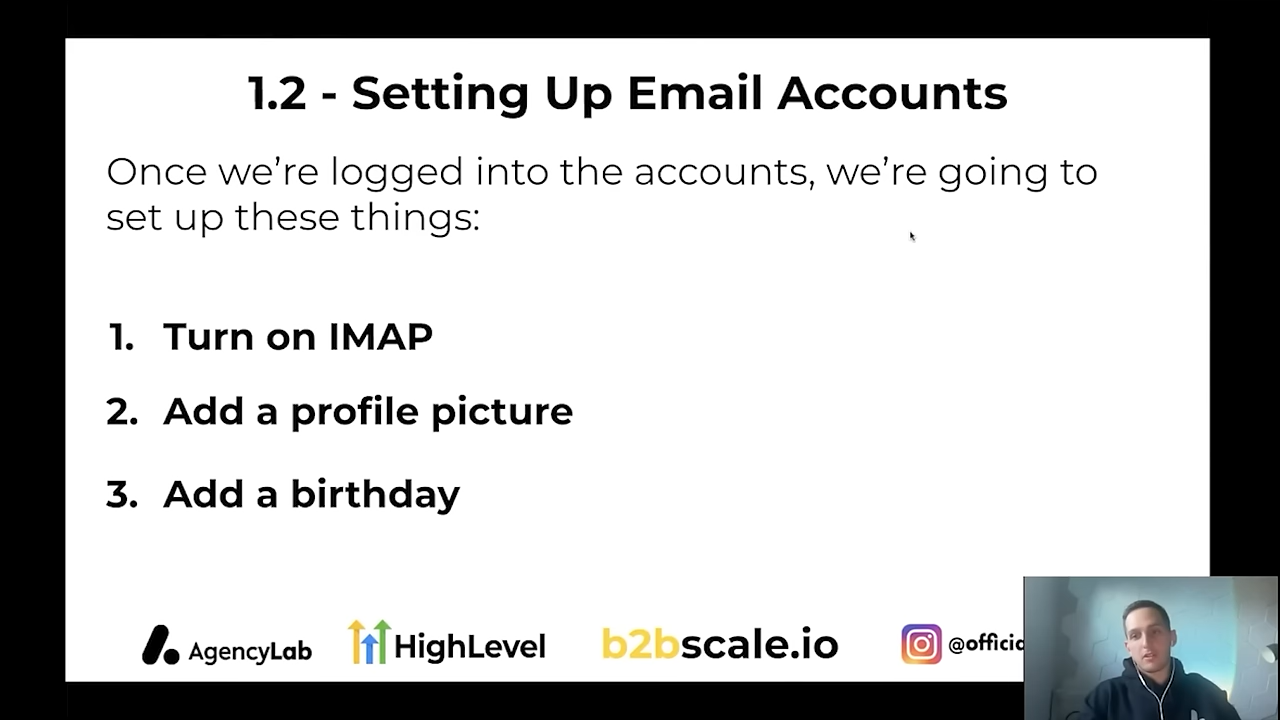 1.2 - Setting Up Email Accounts
Once we’re logged into the accounts, we’re going to
set up these things:
1. Turn on IMAP
2. Add a profile picture
3. Add a birthday
AgencyLab HighLevel b2bscale.io